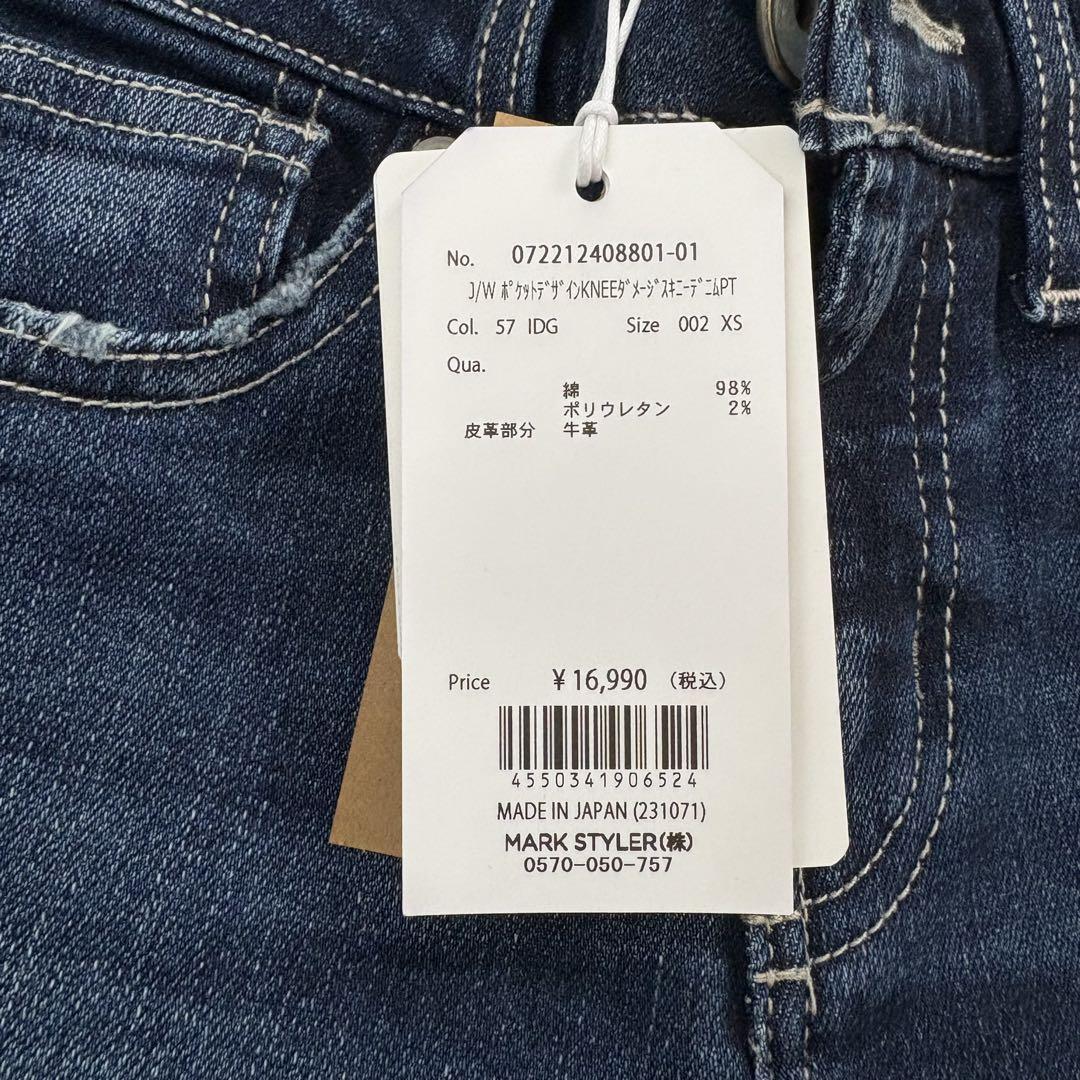 No. 072212408801-01
J/W ﾎﾟｹｯﾄﾃﾞｻﾞｲﾝKNEEﾀﾞﾒｰｼﾞｽｷﾆｰﾃﾞﾆﾑPT
Col. 57 IDG Size 002 XS
Qua.
綿 98%
ポリウレタン 2%
皮革部分 牛革
Price ¥16,990 (税込)
4550341906524
MADE IN JAPAN (231071)
MARK STYLER(株)
0570-050-757